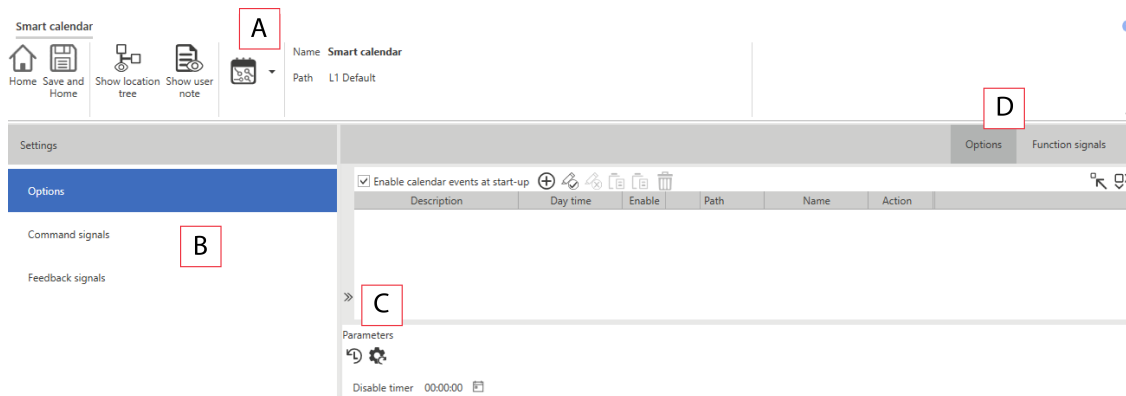 Smart calendar
A
Name Smart calendar
Home Save and Home Show location tree Show user note
Path L1 Default
D
Settings
Options Function signals
Options
Enable calendar events at start-up
Description Day time Enable Path Name Action
Command signals
B
Feedback signals
C
Parameters
Disable timer 00:00:00